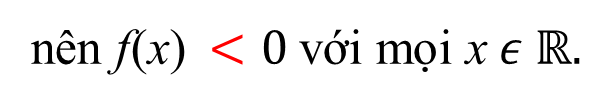 nên f(x) < 0 với mọi x ϵ ℝ.